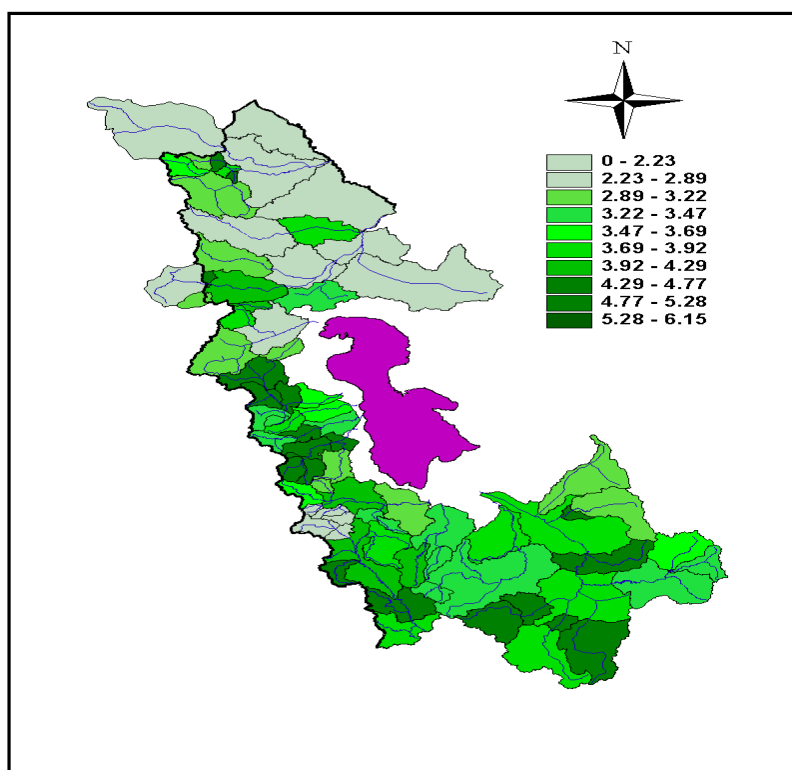 N
0 - 2.23
2.23 - 2.89
2.89 - 3.22
3.22 - 3.47
3.47 - 3.69
3.69 - 3.92
3.92 - 4.29
4.29 - 4.77
4.77 - 5.28
5.28 - 6.15